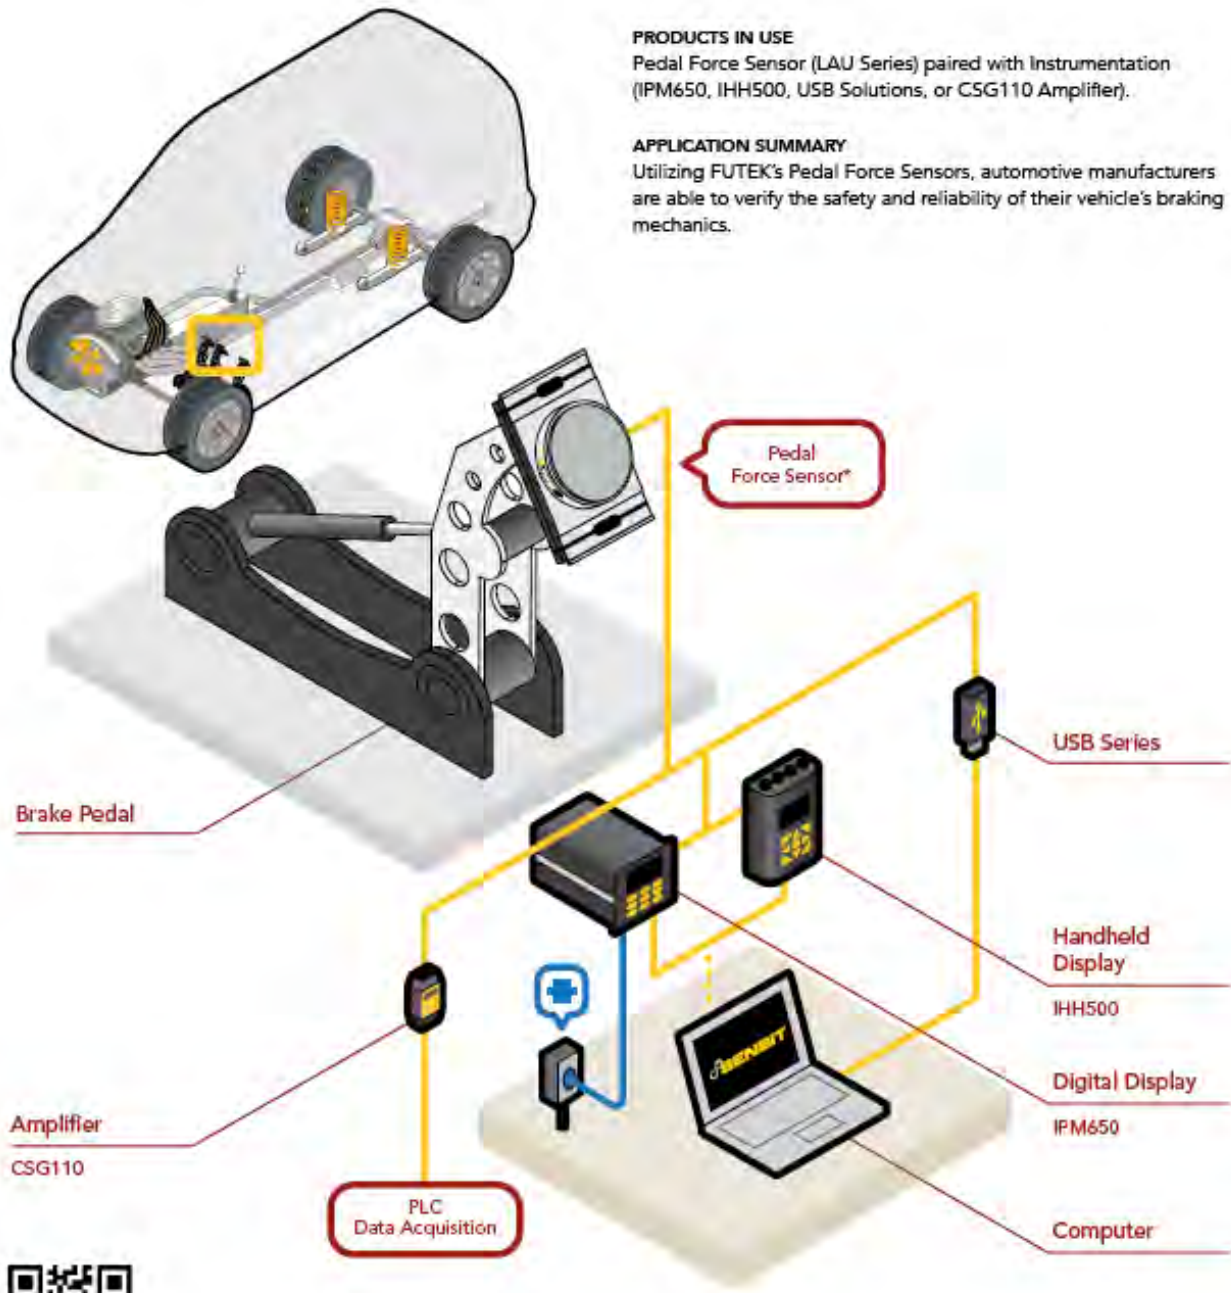 PRODUCTS IN USE
Pedal Force Sensor (LAU Series) paired with Instrumentation
(IPM650, IHH500, USB Solutions, or CSG110 Amplifier).
APPLICATION SUMMARY
Utilizing FUTEK's Pedal Force Sensors, automotive manufacturers
are able to verify the safety and reliability of their vehicle's braking
mechanics.
Pedal
Force Sensor*
USB Series
Brake Pedal
Handheld
Display
IHH500
SENSIT
Digital Display
IPM650
Amplifier
CSG110
PLC
Data Acquisition
Computer